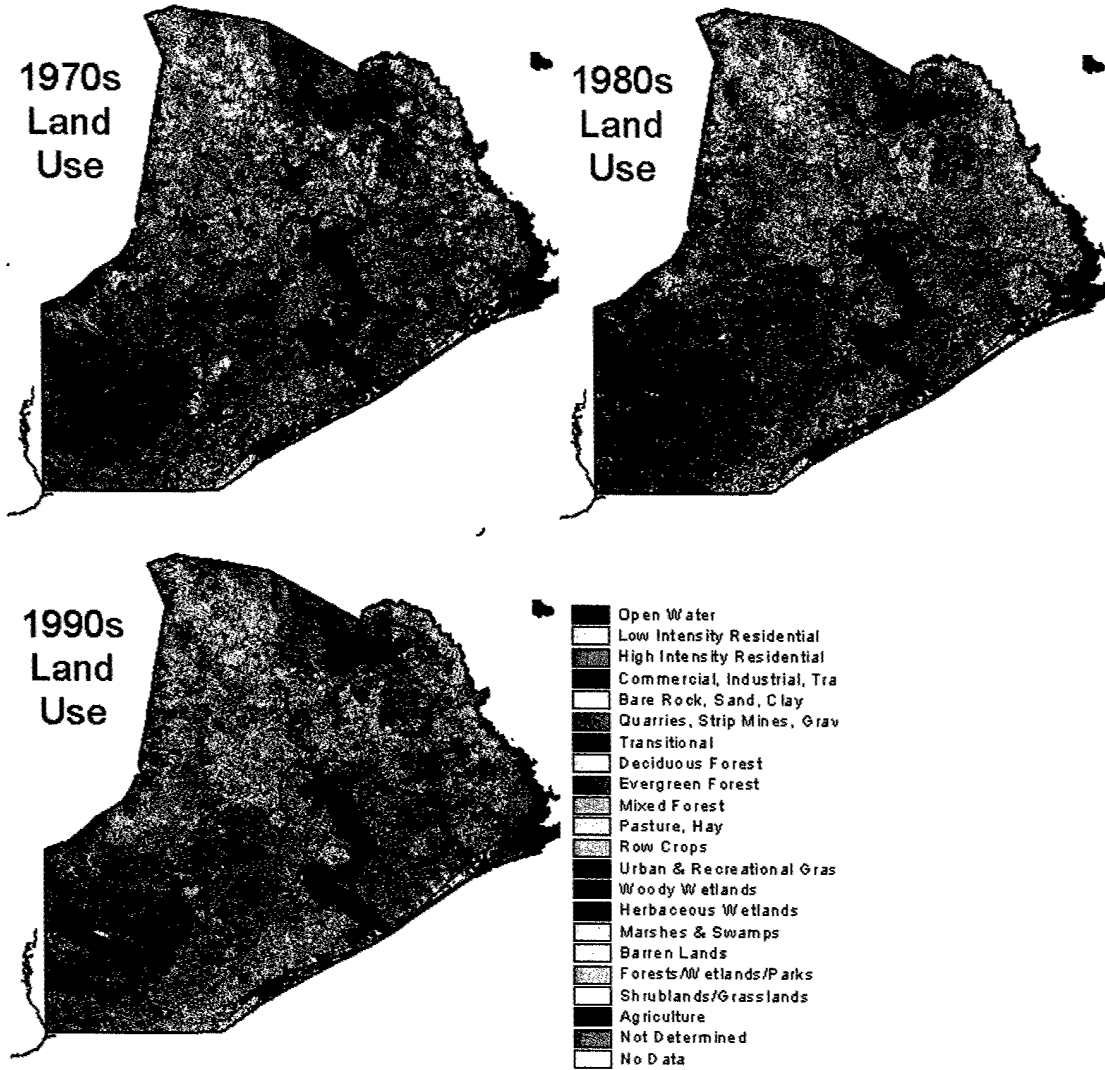 1970s
Land
Use
1980s
Land
Use
1990s
Land
Use
Open Water
Low Intensity Residential
High Intensity Residential
Commercial, Industrial, Tra
Bare Rock, Sand, Clay
Quarries, Strip Mines, Grav
Transitional
Deciduous Forest
Evergreen Forest
Mixed Forest
Pasture, Hay
Row Crops
Urban & Recreational Gras
Woody Wetlands
Herbaceous Wetlands
Marshes & Swamps
Barren Lands
Forests/Wetlands/Parks
Shrublands/Grasslands
Agriculture
Not Determined
No Data